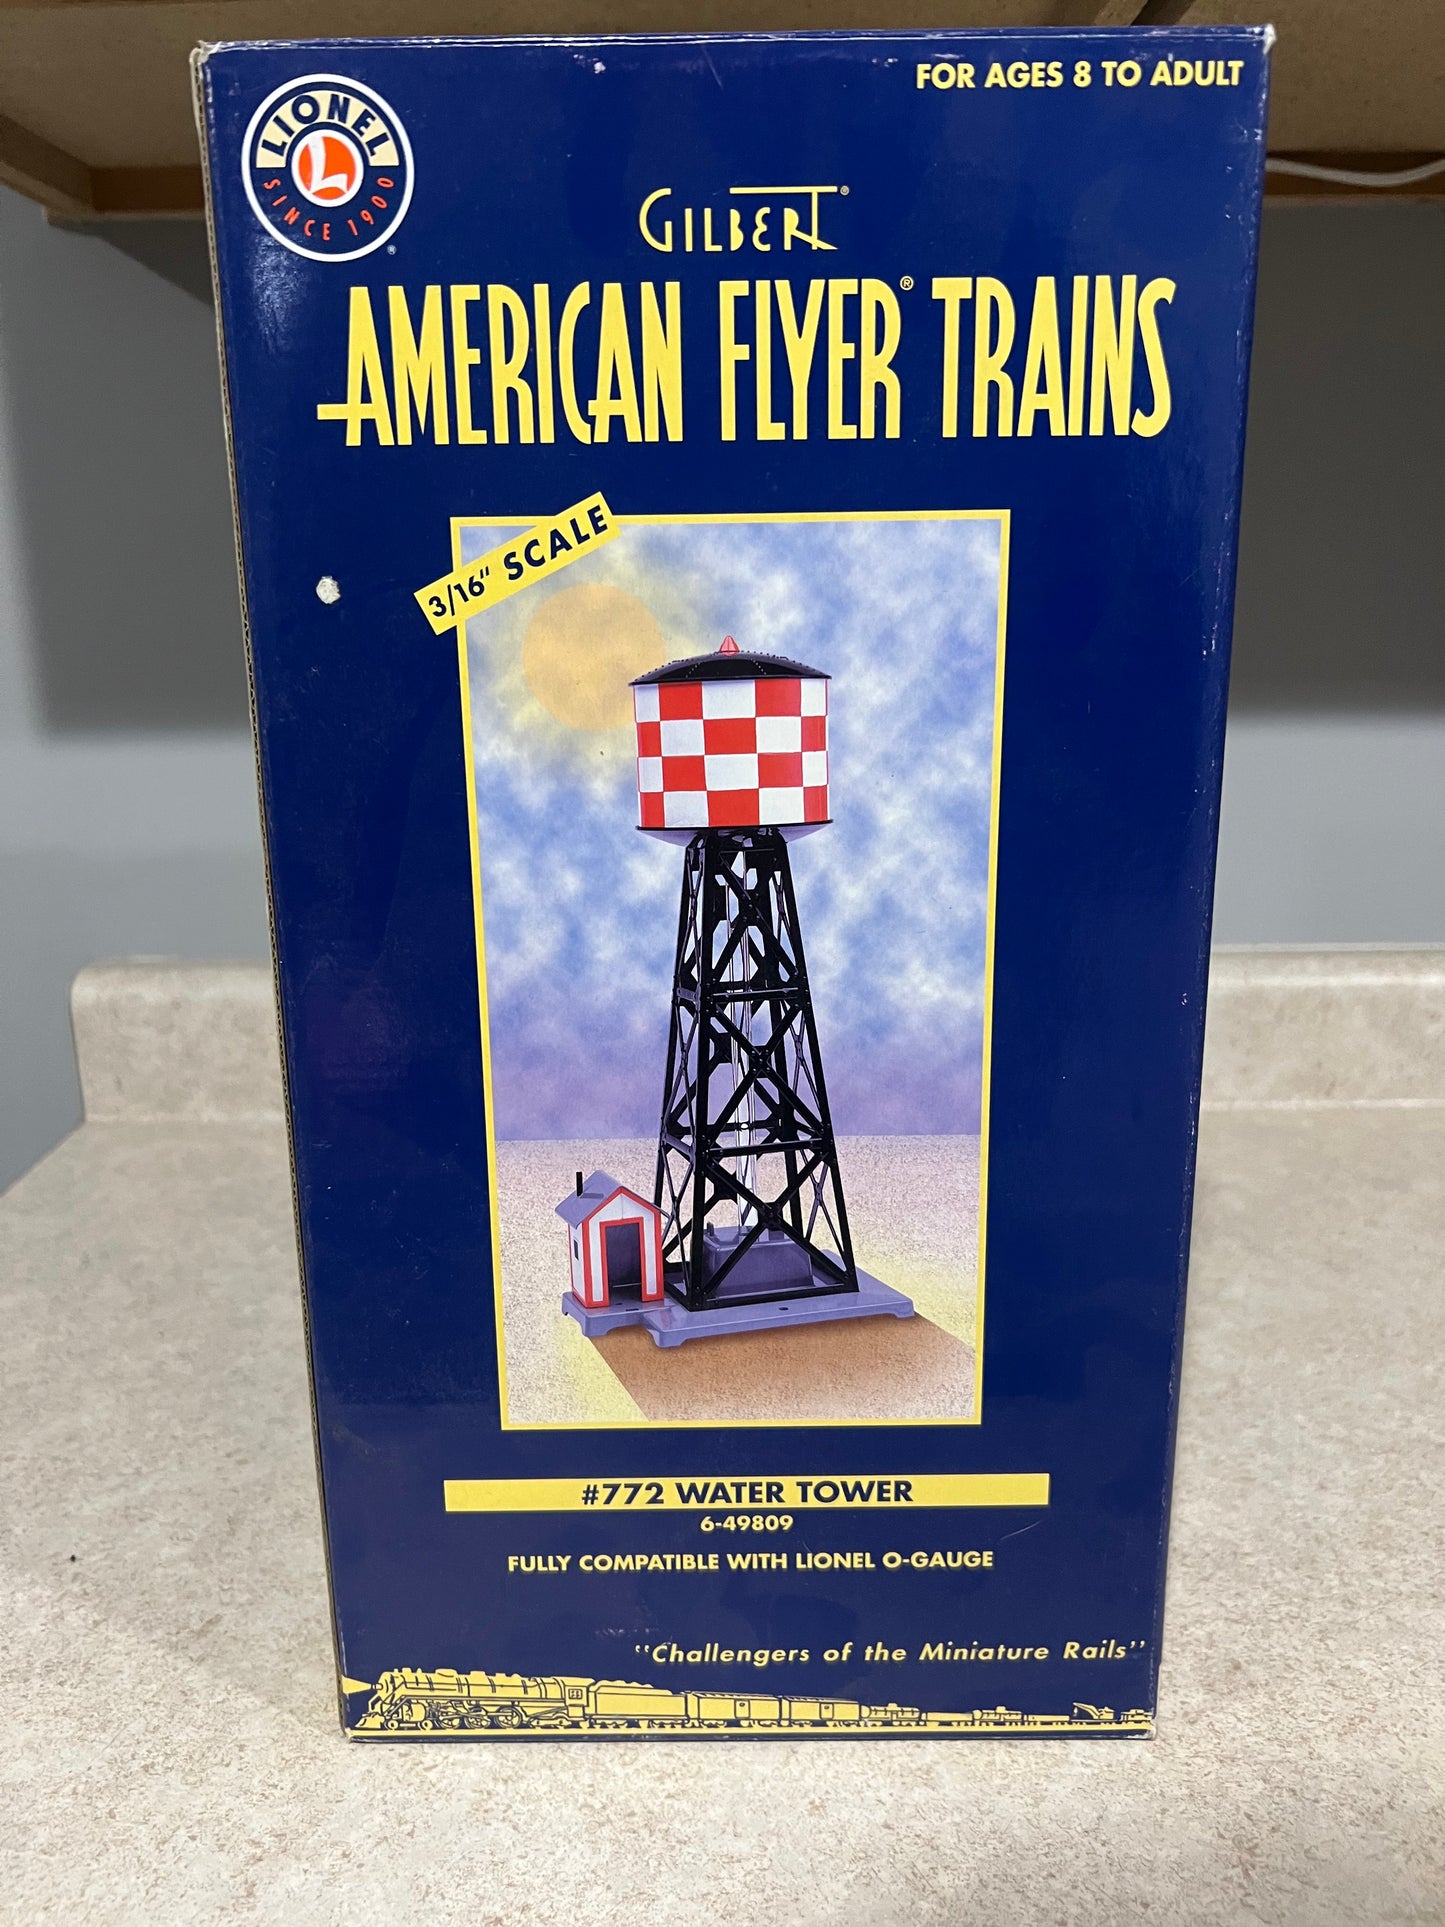 LIONEL
L
SINCE 1900
®
FOR AGES 8 TO ADULT
GILBERT®
AMERICAN FLYER® TRAINS
3/16" SCALE
#772 WATER TOWER
6-49809
FULLY COMPATIBLE WITH LIONEL O-GAUGE
"Challengers of the Miniature Rails"